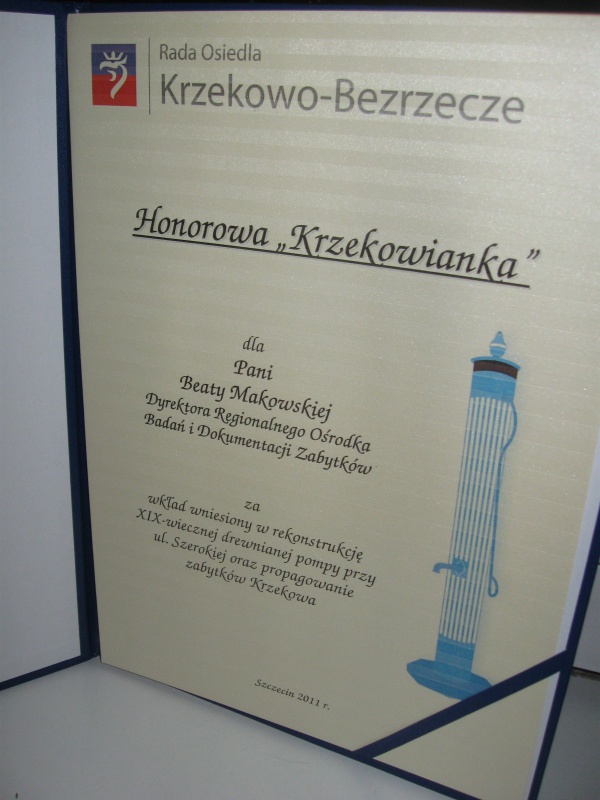 Rada Osiedla
Krzekowo-Bezrzecze
Honorowa „Krzekowianka”
dla
Pani
Beaty Makowskiej
Dyrektora Regionalnego Ośrodka
Badań i Dokumentacji Zabytków
za
wkład wniesiony w rekonstrukcję
XIX-wiecznej drewnianej pompy przy
ul. Szerokiej oraz propagowanie
zabytków Krzekowa
Szczecin 2011 r.